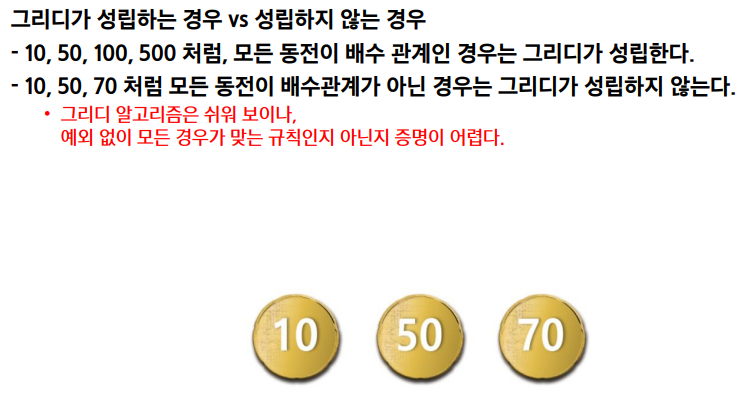 그리디가 성립하는 경우 vs 성립하지 않는 경우
- 10, 50, 100, 500 처럼, 모든 동전이 배수 관계인 경우는 그리디가 성립한다.
- 10, 50, 70 처럼 모든 동전이 배수관계가 아닌 경우는 그리디가 성립하지 않는다.
• 그리디 알고리즘은 쉬워 보이나,
예외 없이 모든 경우가 맞는 규칙인지 아닌지 증명이 어렵다.
10 50 70